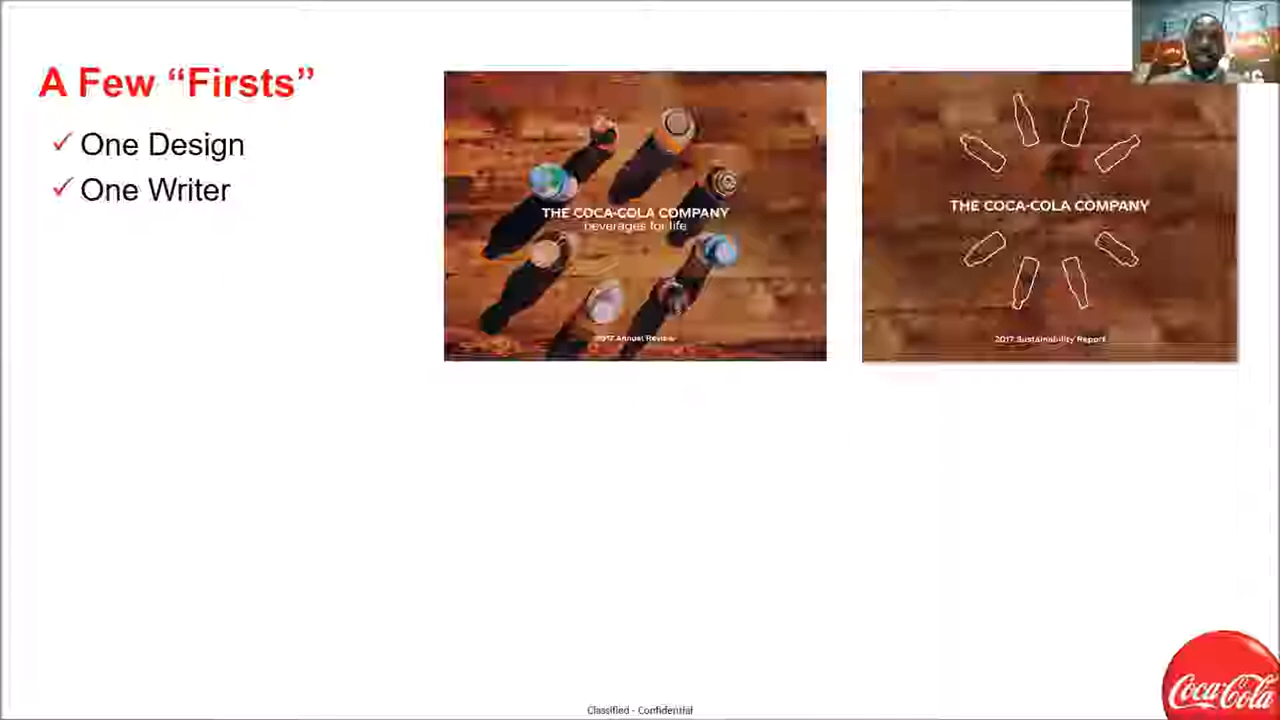 A Few “Firsts”
✓ One Design
✓ One Writer
THE COCA-COLA COMPANY
beverages for life
2017 Annual Review
THE COCA-COLA COMPANY
2017 Sustainability Report
Classified - Confidential
Coca-Cola